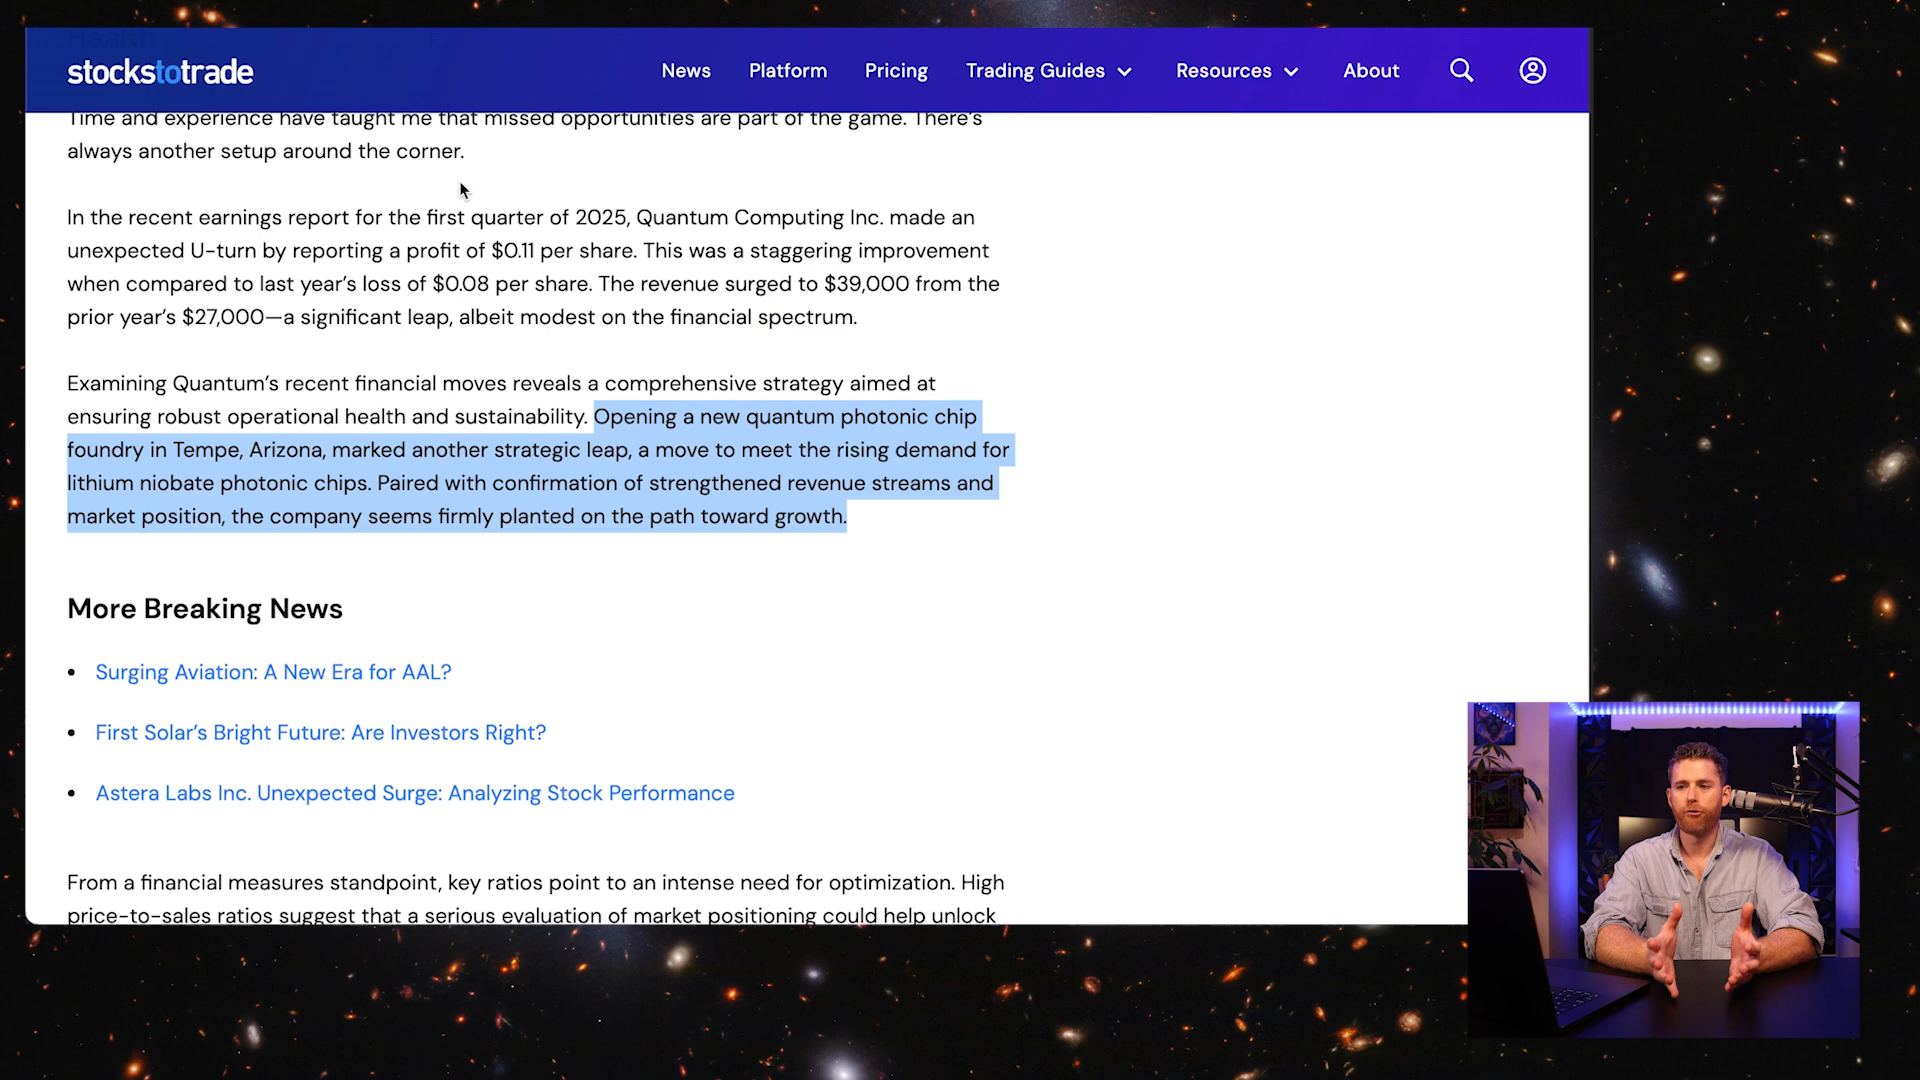 Health
stockstotrade
News Platform Pricing Trading Guides Resources About
Time and experience have taught me that missed opportunities are part of the game. There's
always another setup around the corner.
In the recent earnings report for the first quarter of 2025, Quantum Computing Inc. made an
unexpected U-turn by reporting a profit of $0.11 per share. This was a staggering improvement
when compared to last year's loss of $0.08 per share. The revenue surged to $39,000 from the
prior year's $27,000—a significant leap, albeit modest on the financial spectrum.
Examining Quantum's recent financial moves reveals a comprehensive strategy aimed at
ensuring robust operational health and sustainability. Opening a new quantum photonic chip
foundry in Tempe, Arizona, marked another strategic leap, a move to meet the rising demand for
lithium niobate photonic chips. Paired with confirmation of strengthened revenue streams and
market position, the company seems firmly planted on the path toward growth.
More Breaking News
• Surging Aviation: A New Era for AAL?
• First Solar's Bright Future: Are Investors Right?
• Astera Labs Inc. Unexpected Surge: Analyzing Stock Performance
From a financial measures standpoint, key ratios point to an intense need for optimization. High
price-to-sales ratios suggest that a serious evaluation of market positioning could help unlock